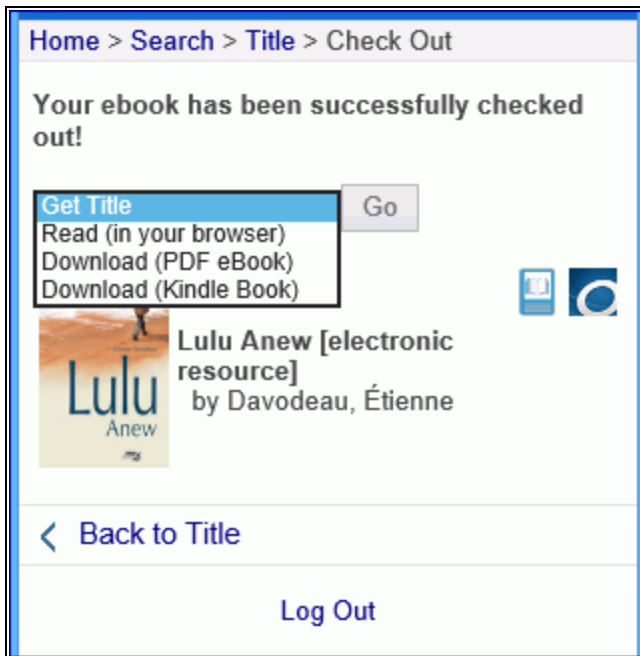 Home > Search > Title > Check Out
Your ebook has been successfully checked
out!
Get Title
Go
Read (in your browser)
Download (PDF eBook)
Download (Kindle Book)
Lulu
Anew
Lulu Anew [electronic
resource]
by Davodeau, Étienne
Back to Title
Log Out